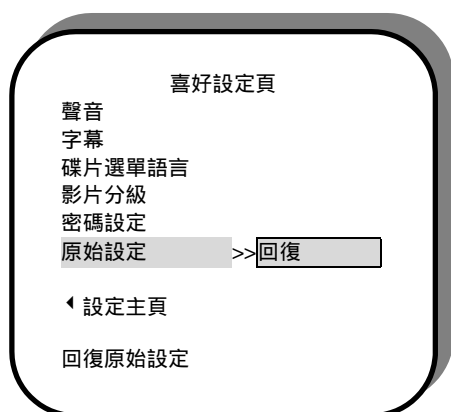 喜好設定頁
聲音
字幕
碟片選單語言
影片分級
密碼設定
原始設定 >>回復
設定主頁
回復原始設定